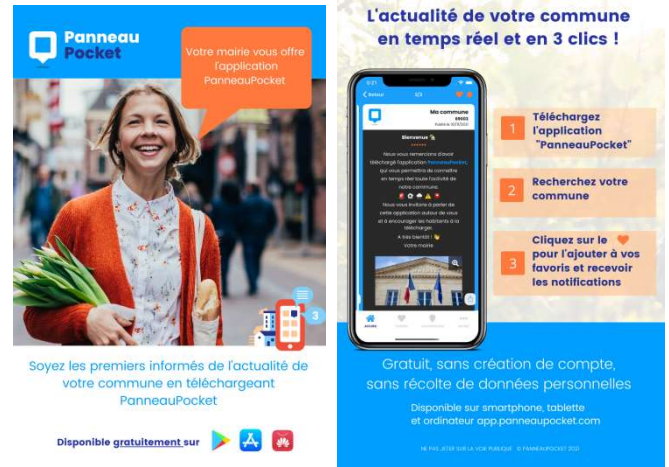 Panneau
Pocket
Votre mairie vous offre
l'application
PanneauPocket
3
Soyez les premiers informés de l'actualité de
votre commune en téléchargeant
PanneauPocket
Disponible gratuitement sur
L'actualité de votre commune
en temps réel et en 3 clics !
Retour
Ma commune
Bienvenue
Nous vous remercions d'avoir
téléchargé l'application PanneauPocket,
qui vous permettra de connaître
en temps réel toute l'activité de
notre commune.
Nous vous invitons à parler de
cette application autour de vous
et à encourager les habitants à la
télécharger.
A très bientôt !
Votre mairie
1
Téléchargez
l'application
"PanneauPocket"
2
Recherchez votre
commune
3
Cliquez sur le
pour l'ajouter à vos
favoris et recevoir
les notifications
Gratuit, sans création de compte,
sans récolte de données personnelles
Disponible sur smartphone, tablette
et ordinateur app.panneaupocket.com
NE PAS JETER SUR LA VOIE PUBLIQUE © PANNEAUPOCKET 2021